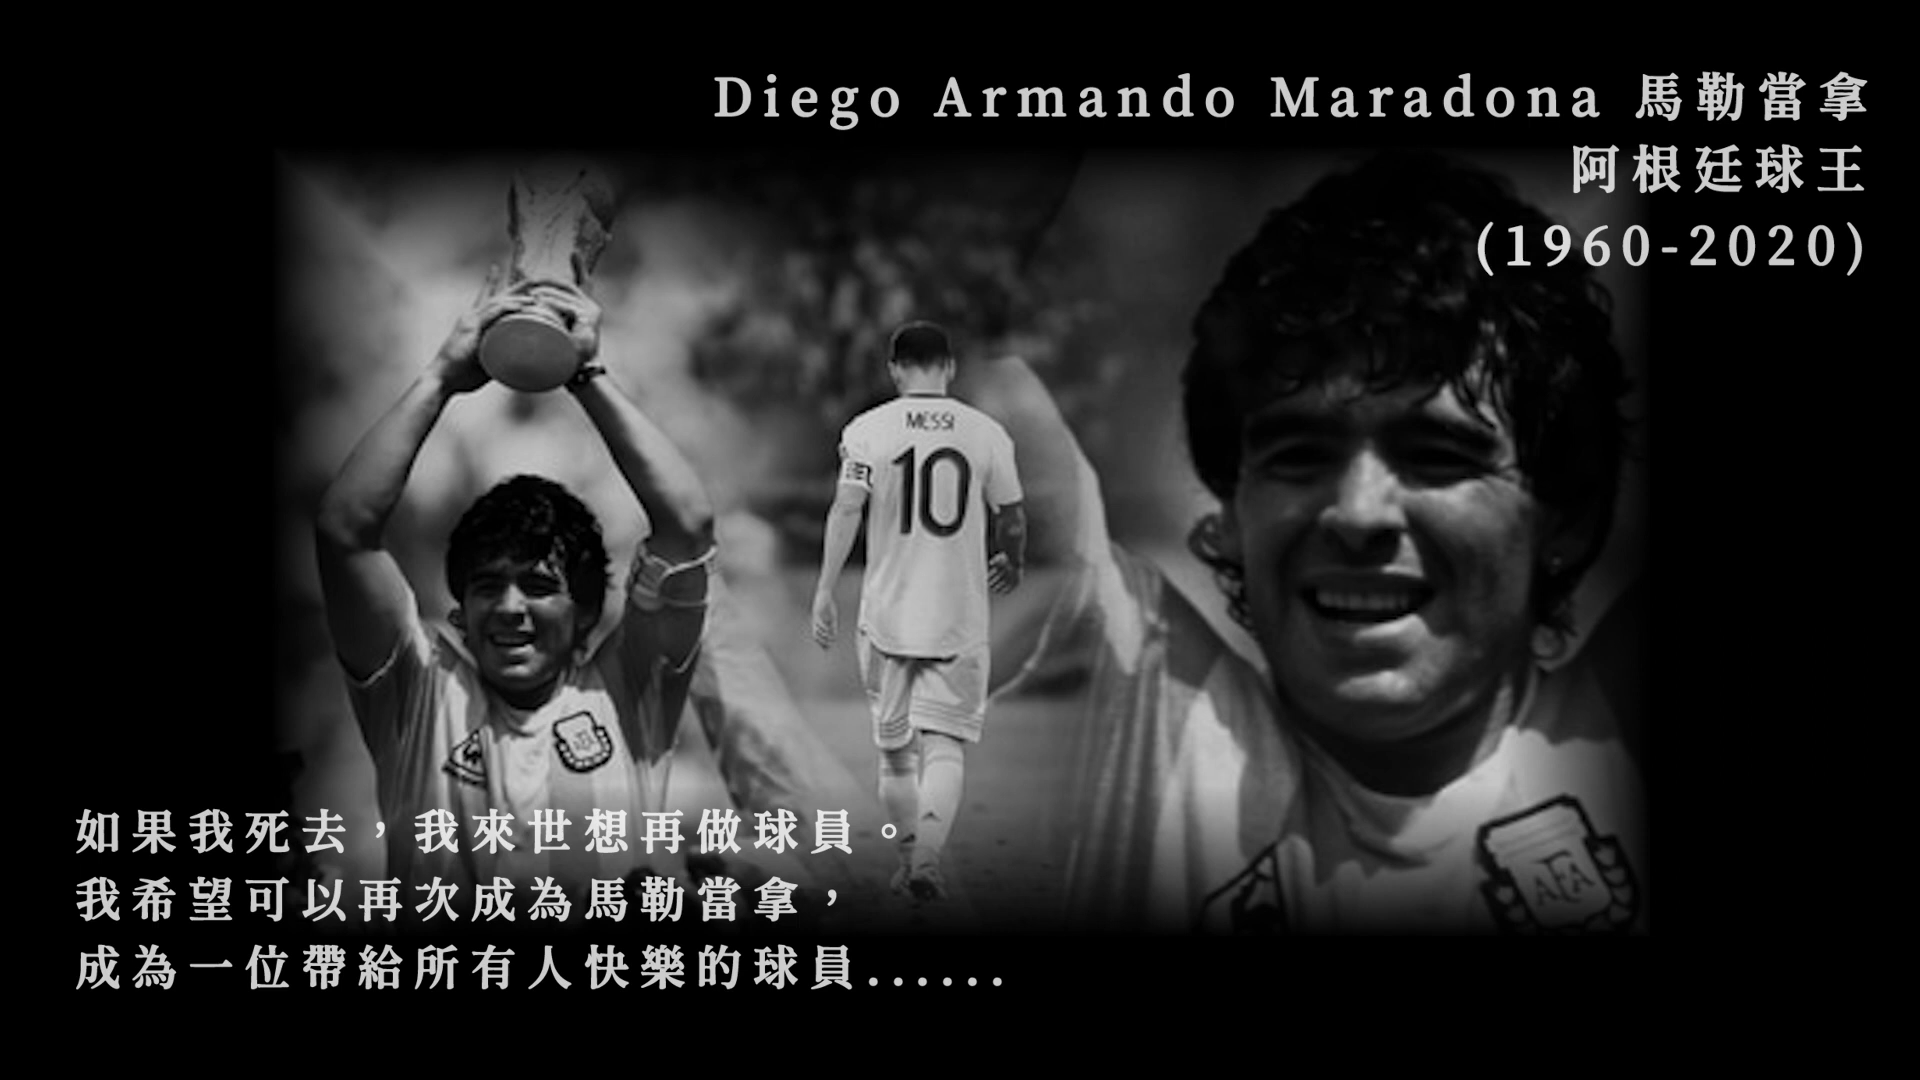 Diego Armando Maradona 馬勒當拿
阿根廷球王
(1960-2020)
MESSI
10
AFA
AFA
如果我死去，我來世想再做球員。
我希望可以再次成為馬勒當拿，
成為一位帶給所有人快樂的球員......